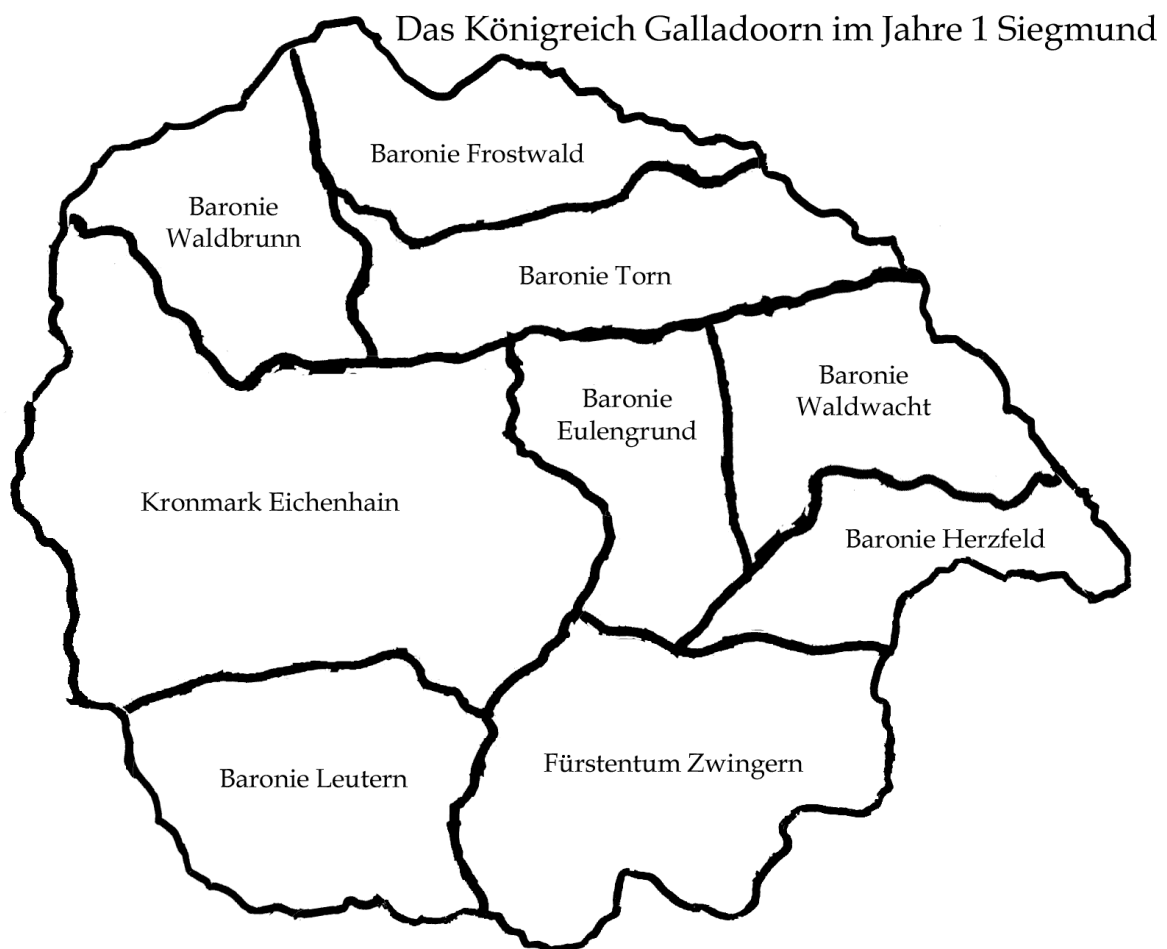 Das Königreich Galladoorn im Jahre 1 Siegmund
Baronie Frostwald
Baronie
Waldbrunn
Baronie Torn
Baronie
Eulengrund
Baronie
Waldwacht
Kronmark Eichenhain
Baronie Herzfeld
Baronie Leutern
Fürstentum Zwingern